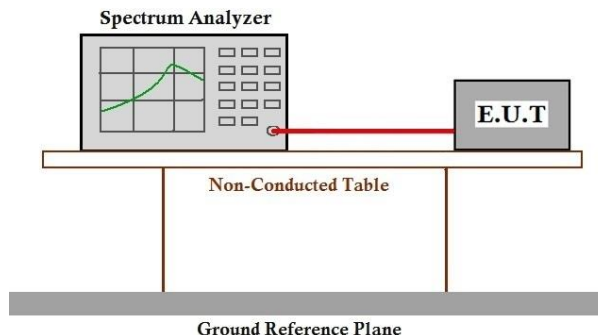 Spectrum Analyzer
E.U.T
Non-Conducted Table
Ground Reference Plane